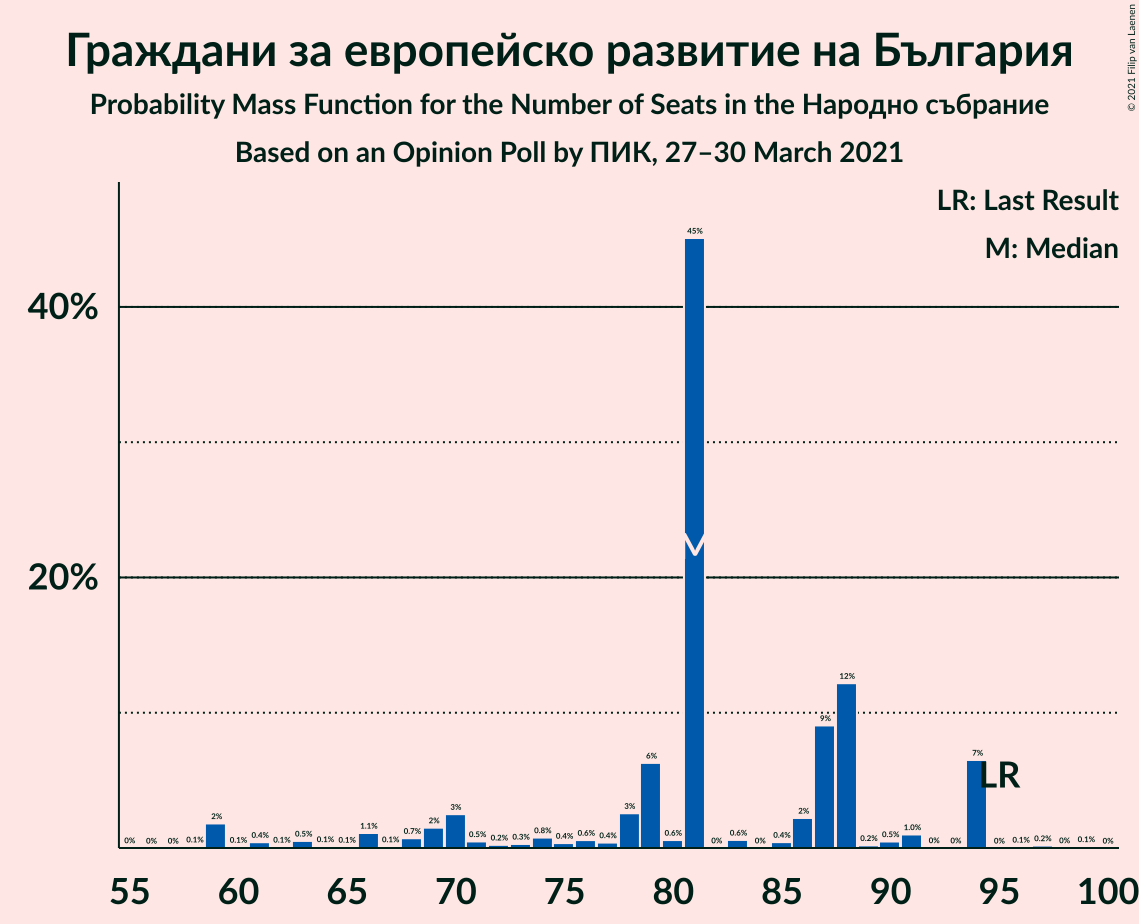 Граждани за европейско развитие на България
Probability Mass Function for the Number of Seats in the Народно събрание
Based on an Opinion Poll by ПИК, 27–30 March 2021
© 2021 Filip van Laenen
LR: Last Result
M: Median
45%
40%
20%
12%
9%
7%
6%
LR
3% 3%
2% 2% 2%
0% 0% 0% 0.1% 0.1% 0.4% 0.1% 0.5% 0.1% 0.1% 1.1% 0.1% 0.7% 0.5% 0.2% 0.3% 0.8% 0.4% 0.6% 0.4% 0.6% 0% 0.6% 0% 0.4% 0.2% 0.5% 1.0% 0% 0% 0% 0.1% 0.2% 0% 0.1% 0%
55 60 65 70 75 80 85 90 95 100